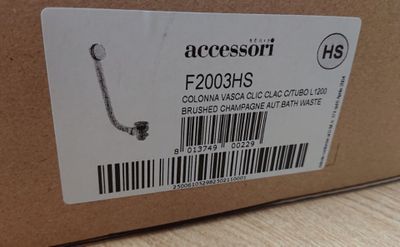 accessori
HS
F2003HS
COLONNA VASCA CLIC CLAC C/TUBO L1200
BRUSHED CHAMPAGNE AUT.BATH WASTE
8 013749 00229